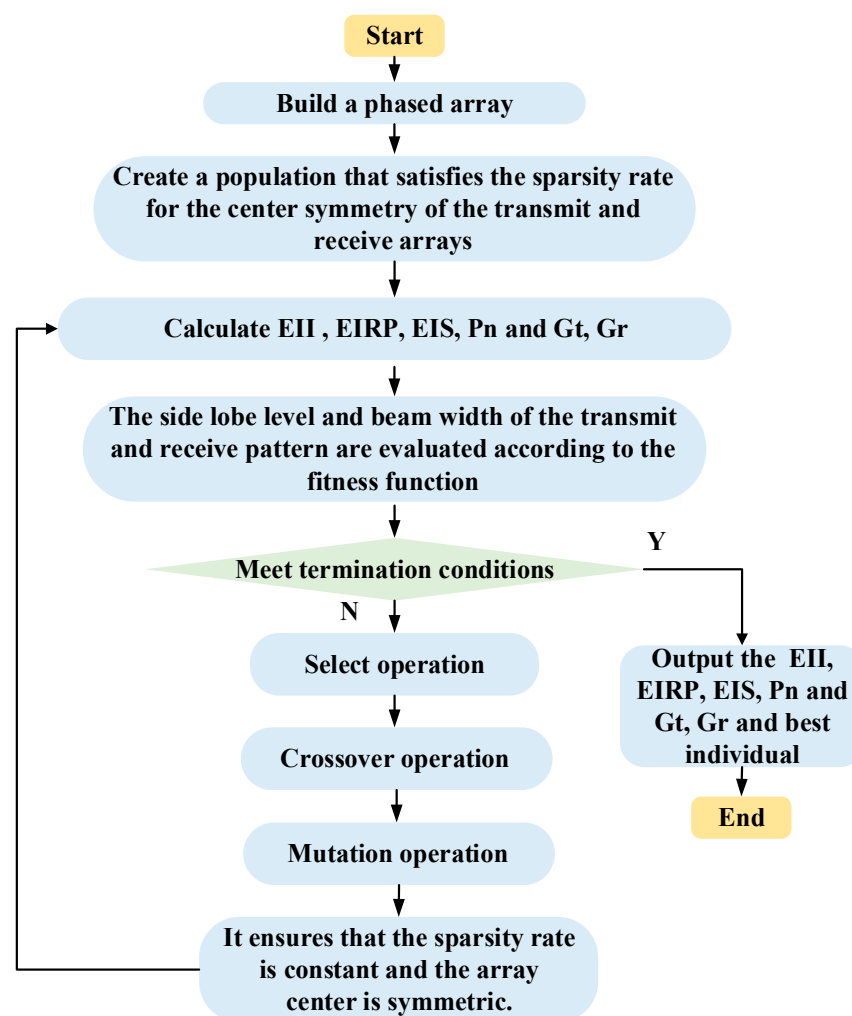 Start
Build a phased array
Create a population that satisfies the sparsity rate
for the center symmetry of the transmit and
receive arrays
Calculate EII , EIRP, EIS, Pn and Gt, Gr
The side lobe level and beam width of the transmit
and receive pattern are evaluated according to the
fitness function
Meet termination conditions
Y
N
Select operation
Crossover operation
Mutation operation
It ensures that the sparsity rate
is constant and the array
center is symmetric.
Output the EII,
EIRP, EIS, Pn and
Gt, Gr and best
individual
End